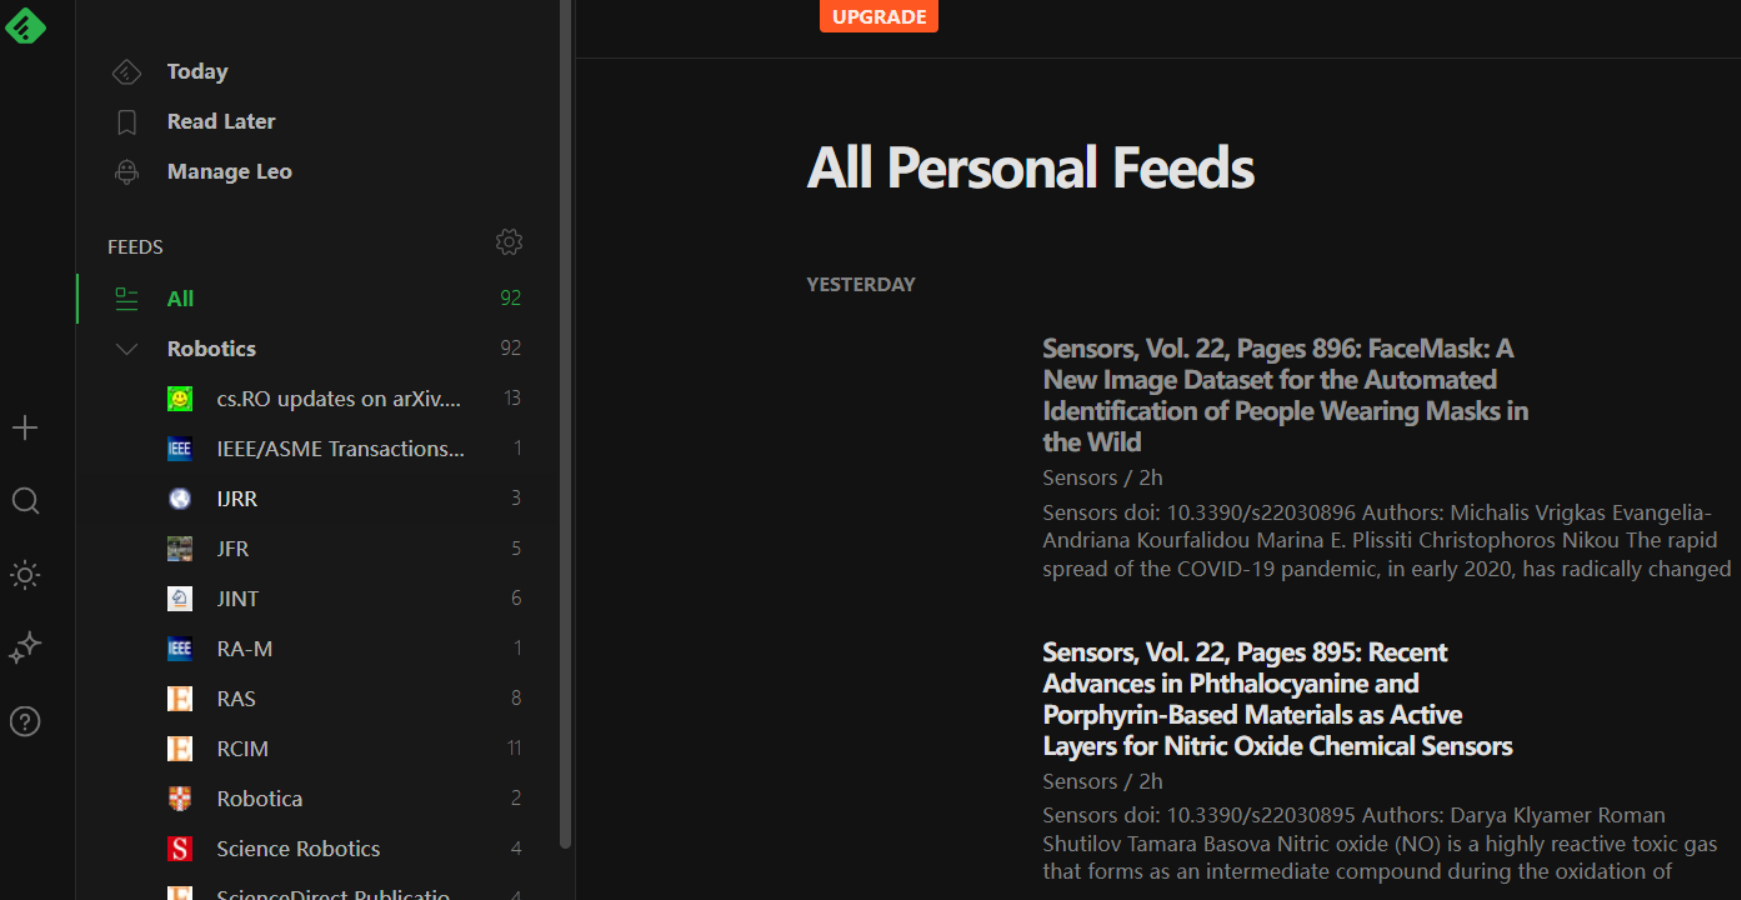 UPGRADE
Today
Read Later
Manage Leo
FEEDS
All 92
Robotics 92
cs.RO updates on arXiv.... 13
IEEE IEEE/ASME Transactions... 1
IJRR 3
JFR 5
JINT 6
IEEE RA-M 1
E RAS 8
E RCIM 11
Robotica 2
S Science Robotics 4
ScienceDirect Publicatio 4
All Personal Feeds
YESTERDAY
Sensors, Vol. 22, Pages 896: FaceMask: A
New Image Dataset for the Automated
Identification of People Wearing Masks in
the Wild
Sensors / 2h
Sensors doi: 10.3390/s22030896 Authors: Michalis Vrigkas Evangelia-
Andriana Kourfalidou Marina E. Plissiti Christophoros Nikou The rapid
spread of the COVID-19 pandemic, in early 2020, has radically changed
Sensors, Vol. 22, Pages 895: Recent
Advances in Phthalocyanine and
Porphyrin-Based Materials as Active
Layers for Nitric Oxide Chemical Sensors
Sensors / 2h
Sensors doi: 10.3390/s22030895 Authors: Darya Klyamer Roman
Shutilov Tamara Basova Nitric oxide (NO) is a highly reactive toxic gas
that forms as an intermediate compound during the oxidation of